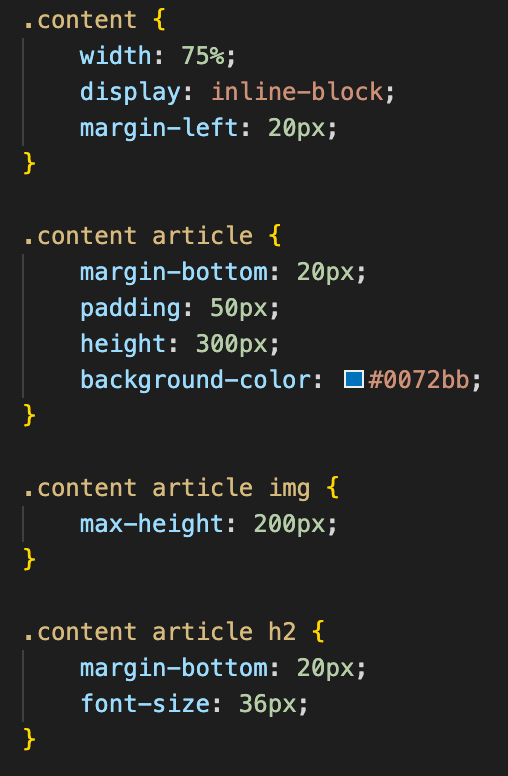 .content {
    width: 75%;
    display: inline-block;
    margin-left: 20px;
}

.content article {
    margin-bottom: 20px;
    padding: 50px;
    height: 300px;
    background-color: #0072bb;
}

.content article img {
    max-height: 200px;
}

.content article h2 {
    margin-bottom: 20px;
    font-size: 36px;
}